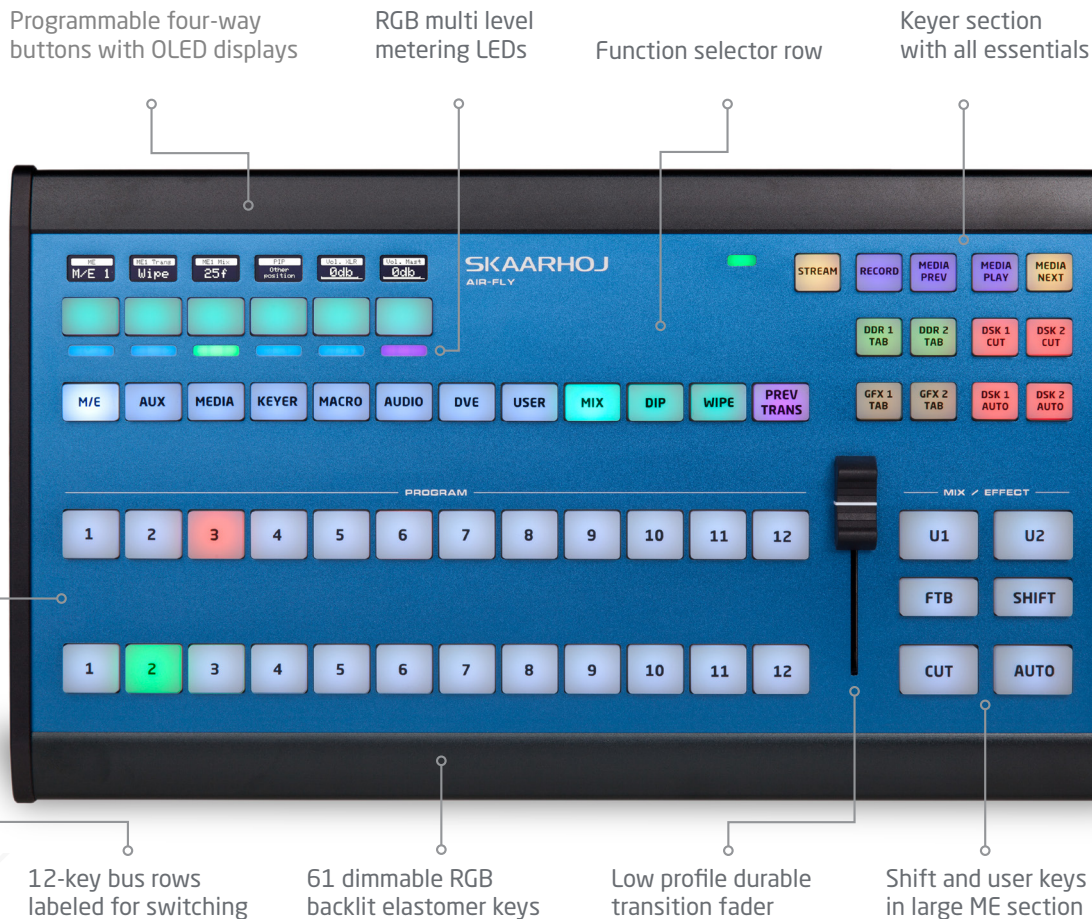 Programmable four-way
buttons with OLED displays
RGB multi level
metering LEDs
Function selector row
Keyer section
with all essentials
ME
M/E 1
ME1 Trans
Wipe
ME1 Mix
25f
PIP
Other
position
Vol. XLR
0db
Vol. Mast
0db
SKAARHOJ
AIR-FLY
STREAM
RECORD
MEDIA
PREV
MEDIA
PLAY
MEDIA
NEXT
DDR 1
TAB
DDR 2
TAB
DSK 1
CUT
DSK 2
CUT
M/E
AUX
MEDIA
KEYER
MACRO
AUDIO
DVE
USER
MIX
DIP
WIPE
PREV
TRANS
GFX 1
TAB
GFX 2
TAB
DSK 1
AUTO
DSK 2
AUTO
PROGRAM
MIX / EFFECT
1 2 3 4 5 6 7 8 9 10 11 12
U1 U2
FTB SHIFT
1 2 3 4 5 6 7 8 9 10 11 12
CUT AUTO
12-key bus rows
labeled for switching
61 dimmable RGB
backlit elastomer keys
Low profile durable
transition fader
Shift and user keys
in large ME section